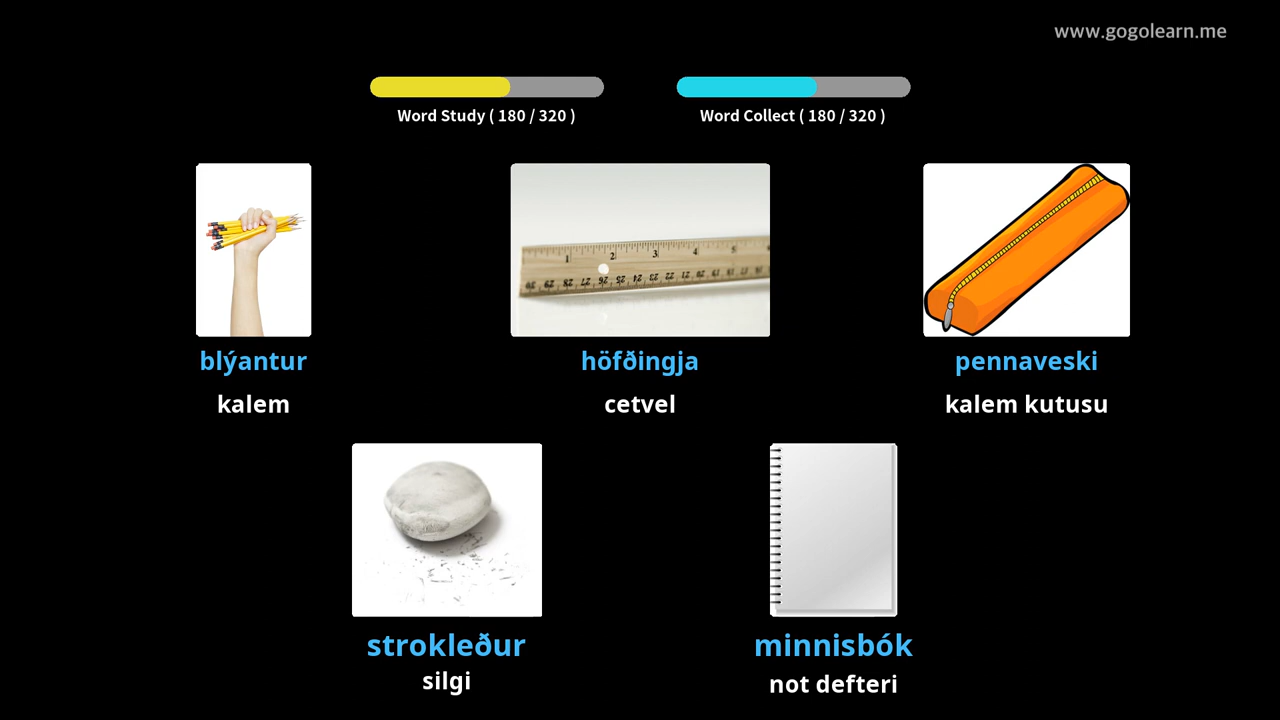 www.gogolearn.me
Word Study ( 180 / 320 )
Word Collect ( 180 / 320 )
blýantur
höfðingja
pennaveski
kalem
cetvel
kalem kutusu
strokleður
minnisbók
silgi
not defteri